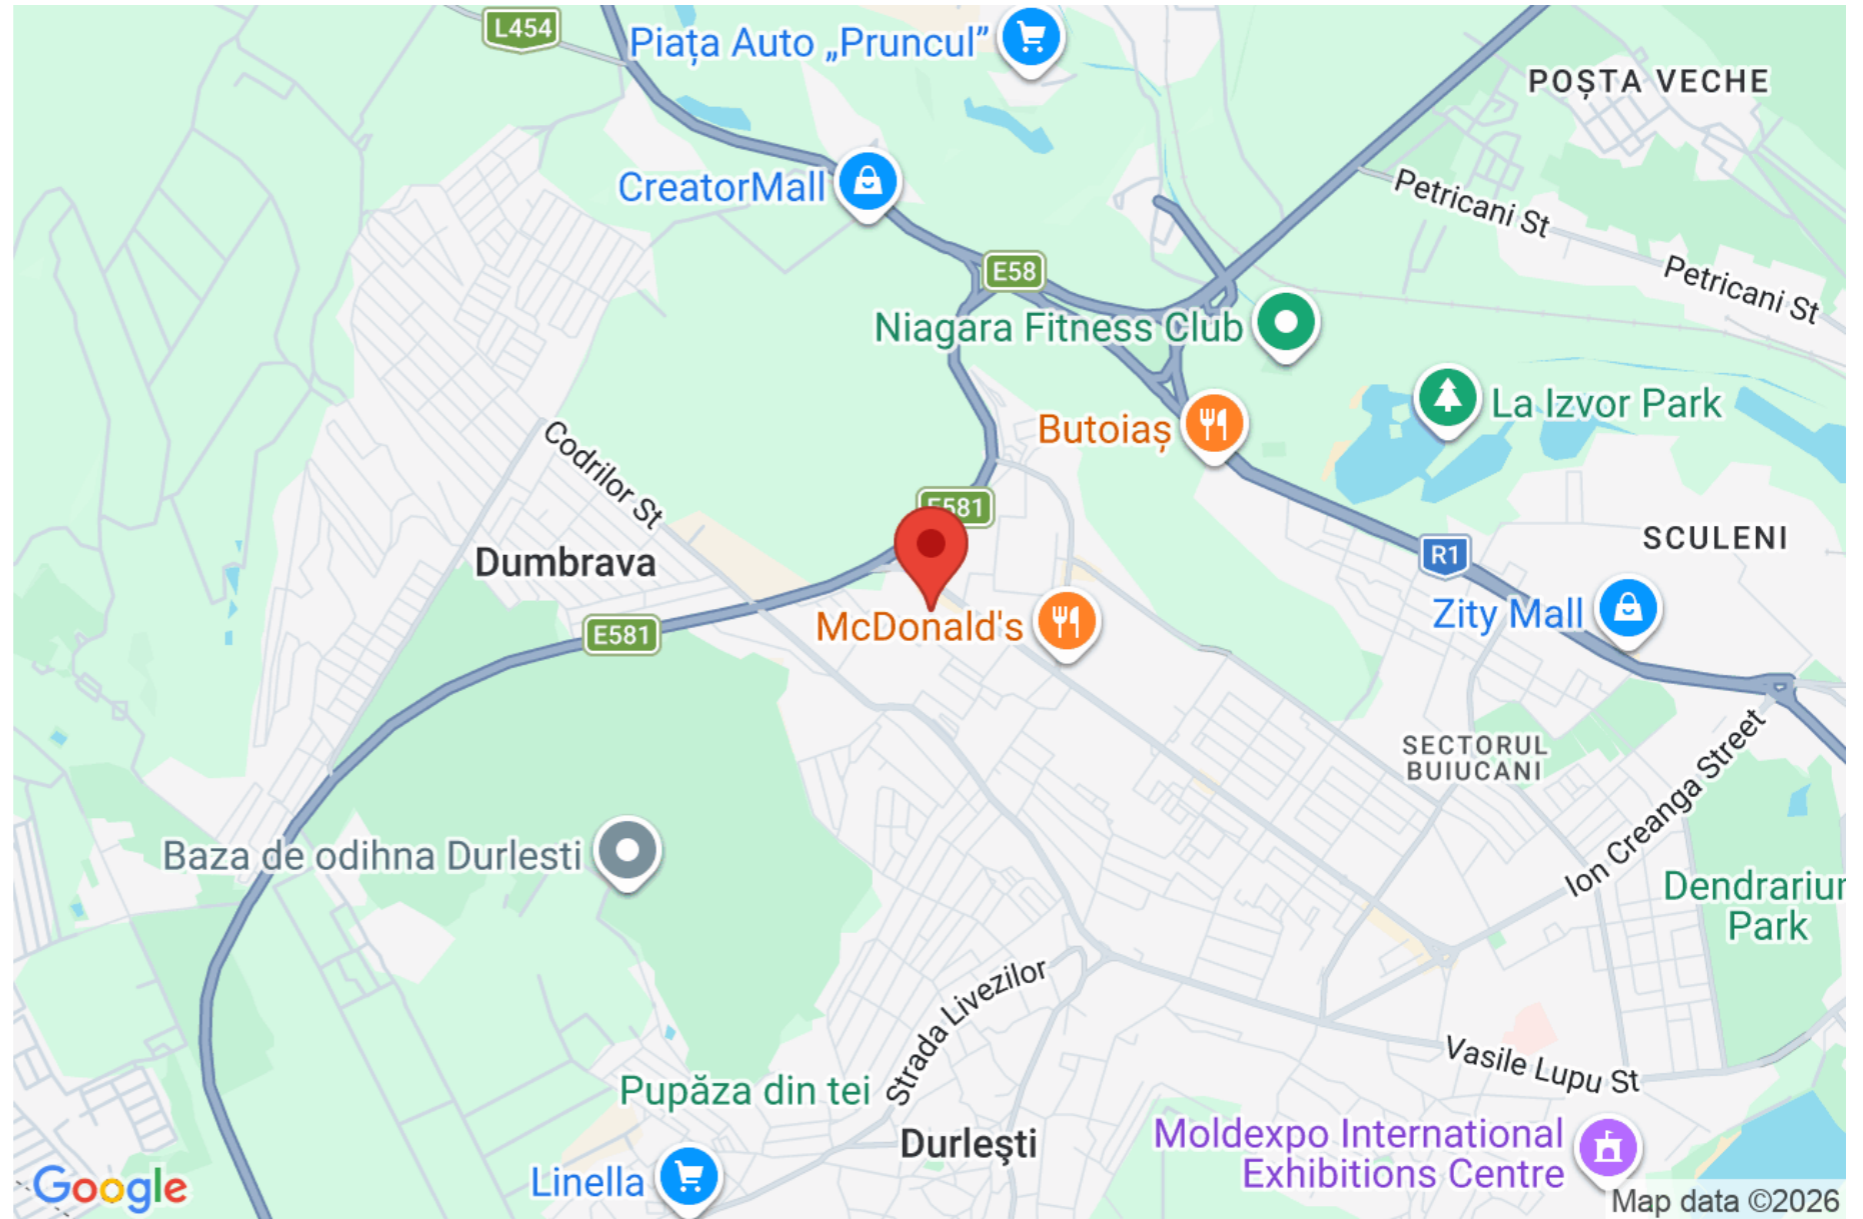 L454
Piața Auto „Pruncul”
POȘTA VECHE
CreatorMall
Petricani St
E58
Petricani St
Niagara Fitness Club
La Izvor Park
Butoiaș
Codrilor St
E581
SCULENI
R1
Dumbrava
Zity Mall
McDonald's
E581
SECTORUL
BUIUCANI
Ion Creanga Street
Baza de odihna Durlesti
Dendrariu
Park
Strada Livezilor
Vasile Lupu St
Pupăza din tei
Durleşti
Moldexpo International
Exhibitions Centre
Linella
Google
Map data ©2026